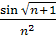 sin √n+1
n²